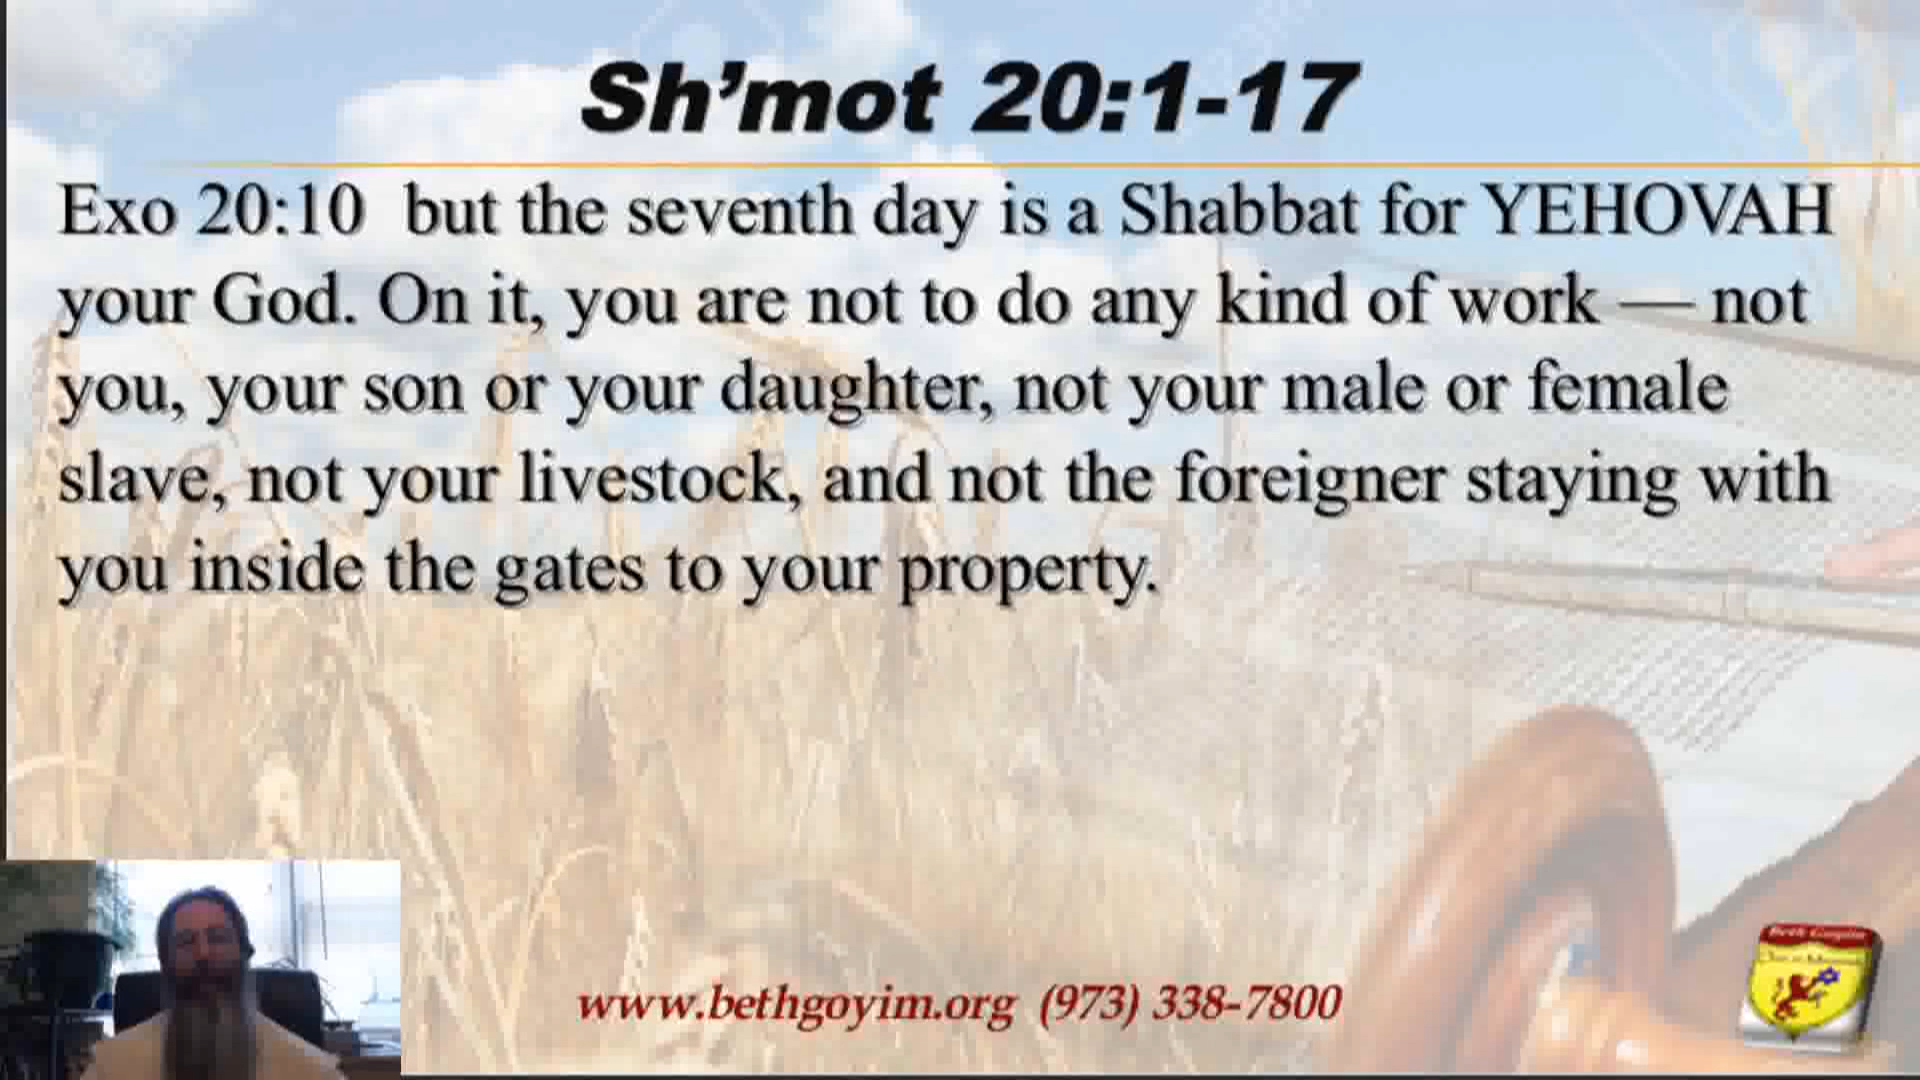 Sh’mot 20:1-17
Exo 20:10 but the seventh day is a Shabbat for YEHOVAH
your God. On it, you are not to do any kind of work — not
you, your son or your daughter, not your male or female
slave, not your livestock, and not the foreigner staying with
you inside the gates to your property.
www.bethgoyim.org (973) 338-7800
Beth Goyim